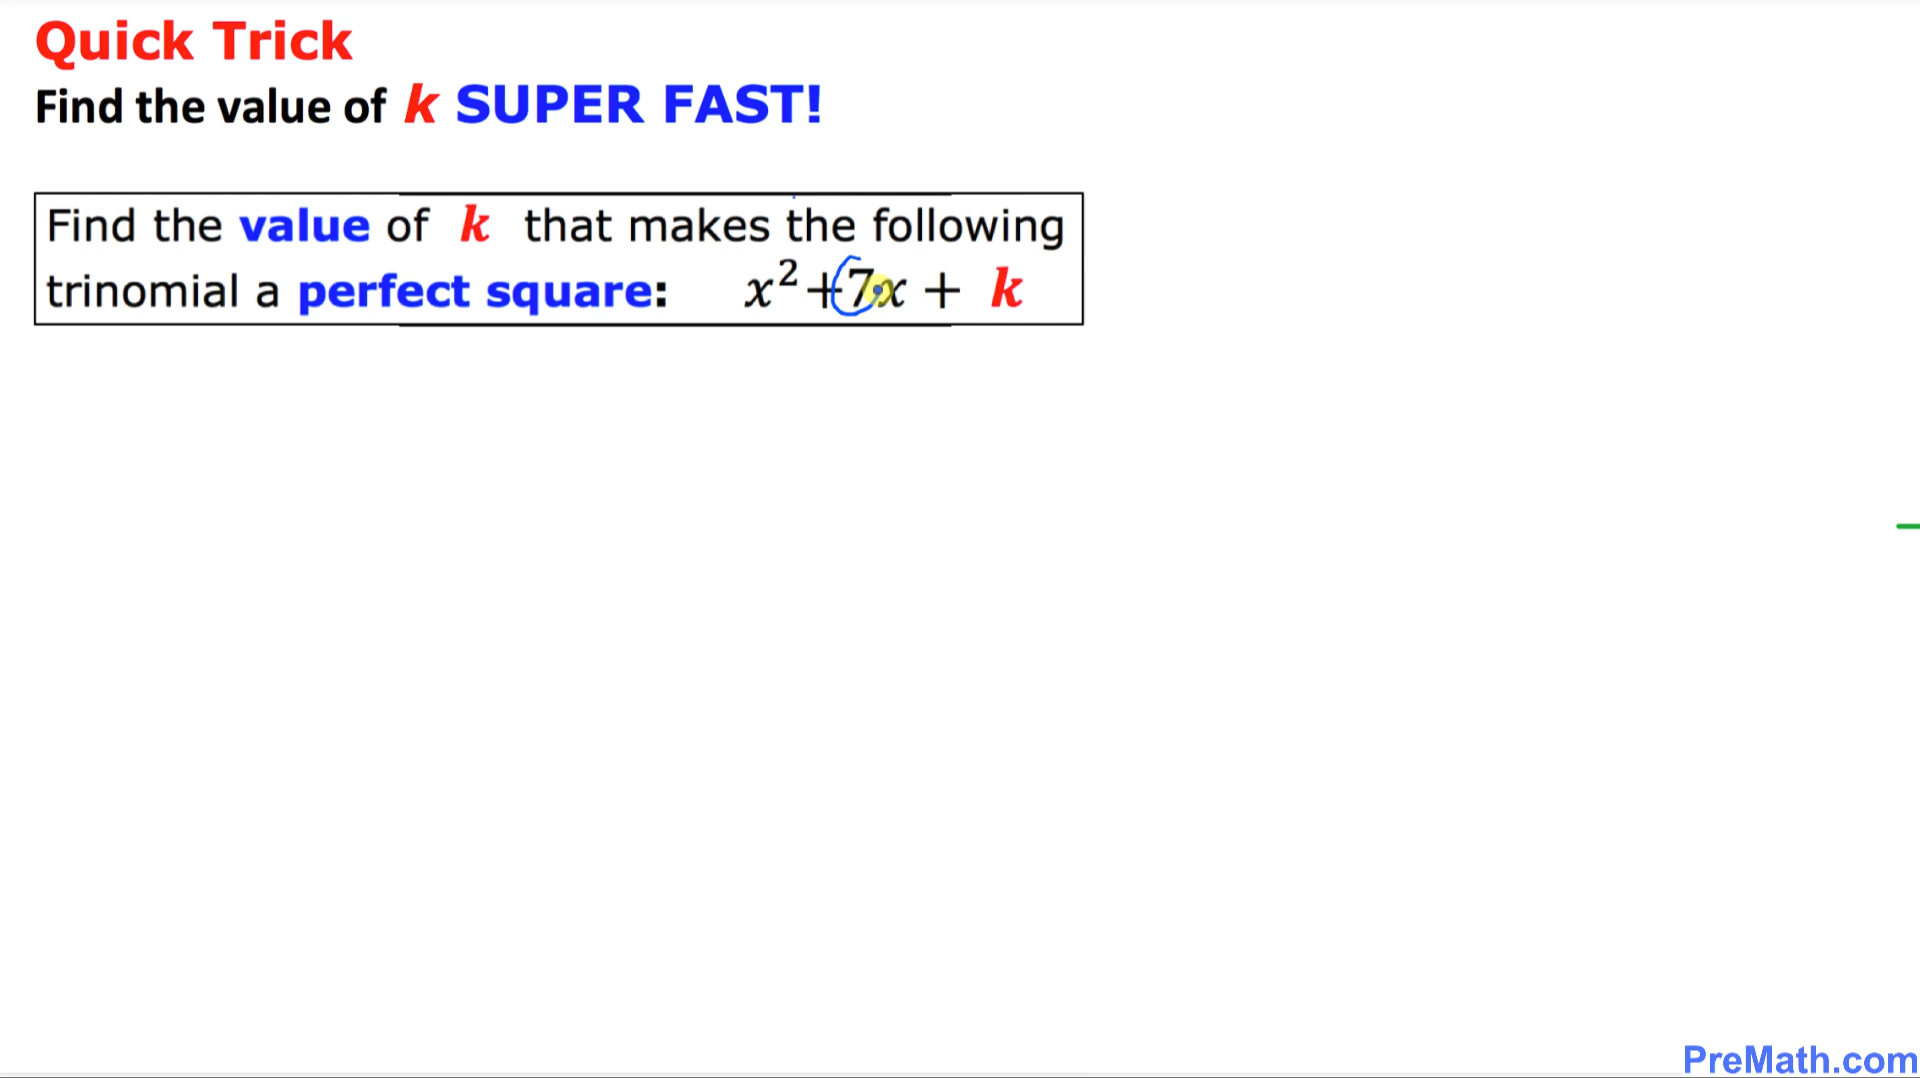 Quick Trick
Find the value of k SUPER FAST!
Find the value of k that makes the following
trinomial a perfect square: x² + 7x + k
PreMath.com